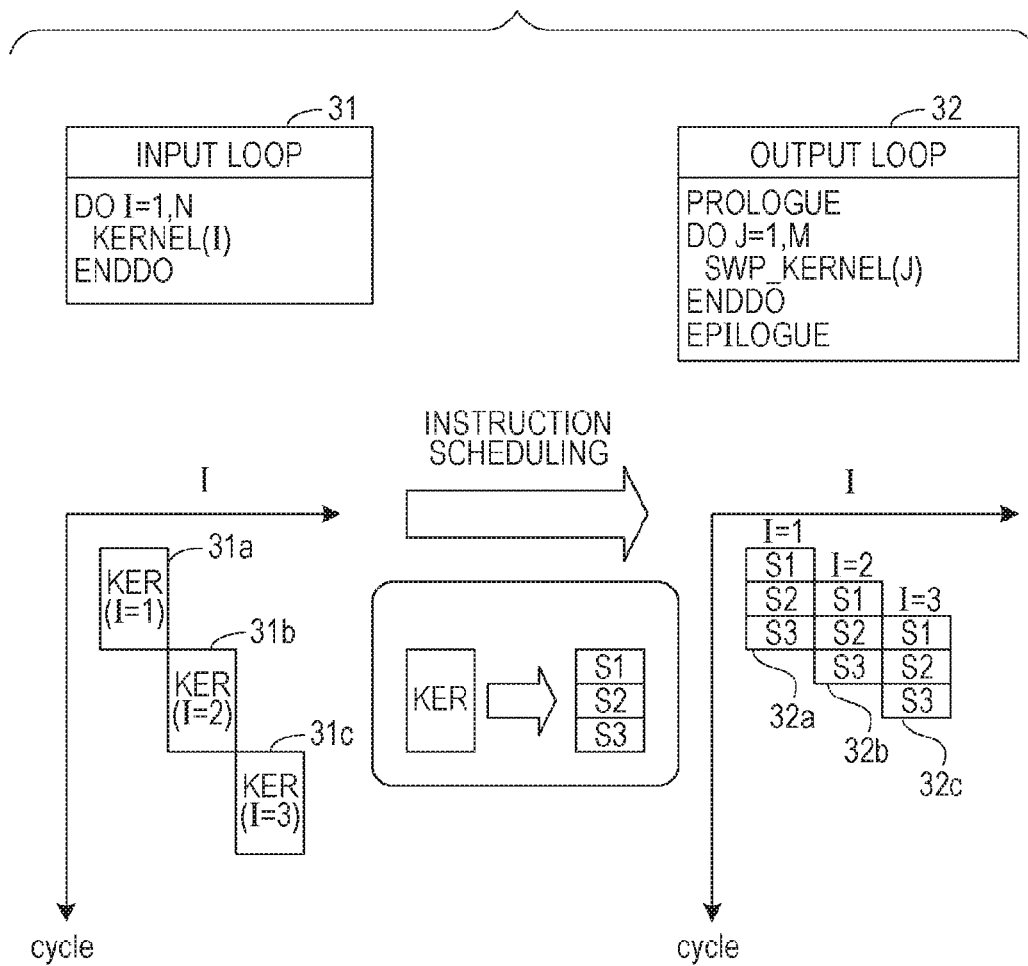 31
INPUT LOOP
DO I=1,N
KERNEL(I)
ENDDO
32
OUTPUT LOOP
PROLOGUE
DO J=1,M
SWP_KERNEL(J)
ENDDO
EPILOGUE
INSTRUCTION
SCHEDULING
I
cycle
KER
(I=1)
31a
KER
(I=2)
31b
KER
(I=3)
31c
KER
S1
S2
S3
I
cycle
I=1
S1
S2
S3
32a
I=2
S1
S2
S3
32b
I=3
S1
S2
S3
32c